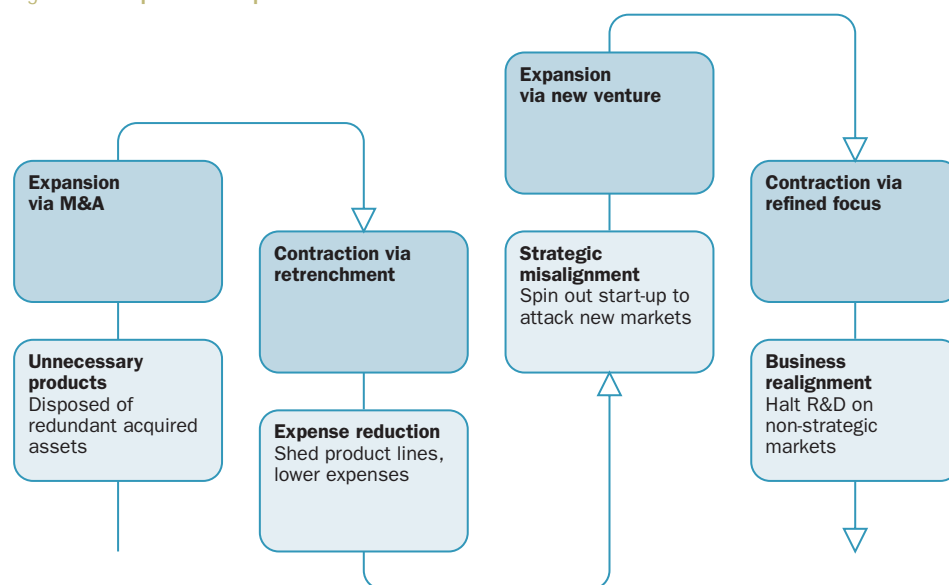 Expansion
via M&A
Unnecessary
products
Disposed of
redundant acquired
assets
Contraction via
retrenchment
Expense reduction
Shed product lines,
lower expenses
Expansion
via new venture
Strategic
misalignment
Spin out start-up to
attack new markets
Contraction via
refined focus
Business
realignment
Halt R&D on
non-strategic
markets